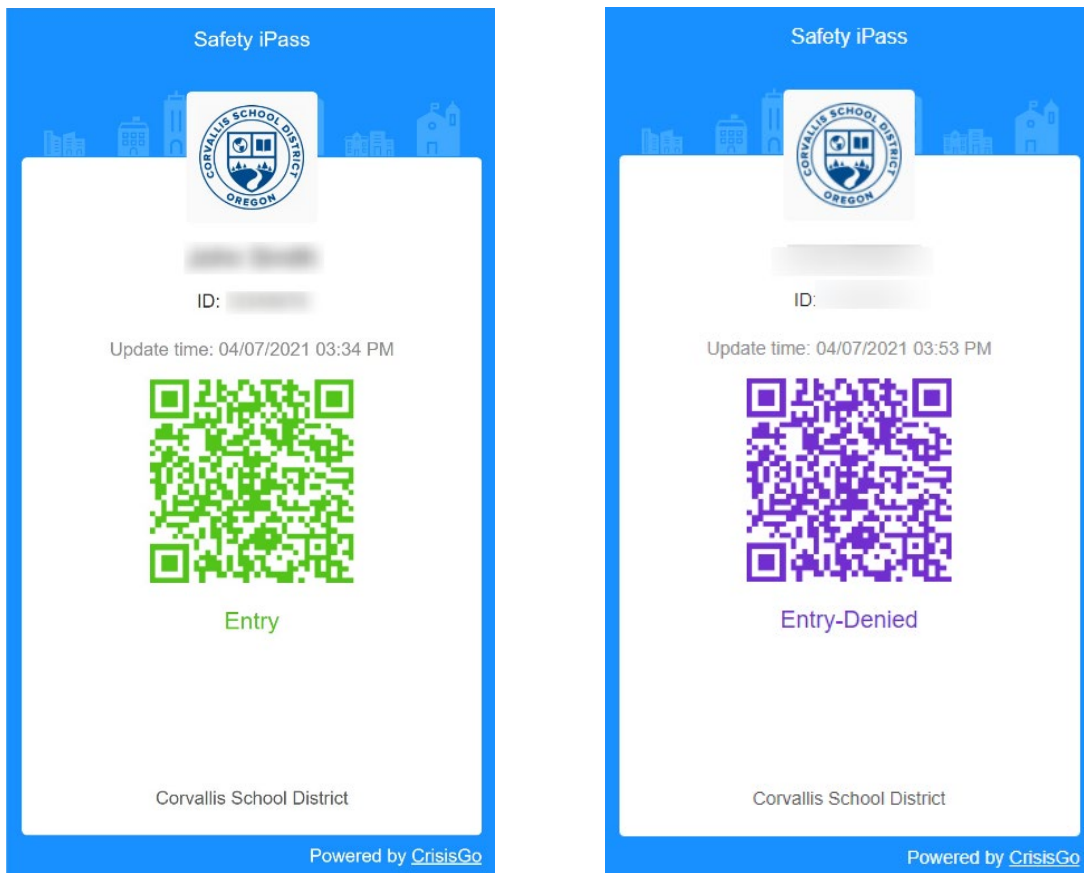 Safety iPass
CORVALLIS SCHOOL DISTRICT
OREGON
ID:
Update time: 04/07/2021 03:34 PM
Entry
Corvallis School District
Powered by CrisisGo
Safety iPass
CORVALLIS SCHOOL DISTRICT
OREGON
ID:
Update time: 04/07/2021 03:53 PM
Entry-Denied
Corvallis School District
Powered by CrisisGo